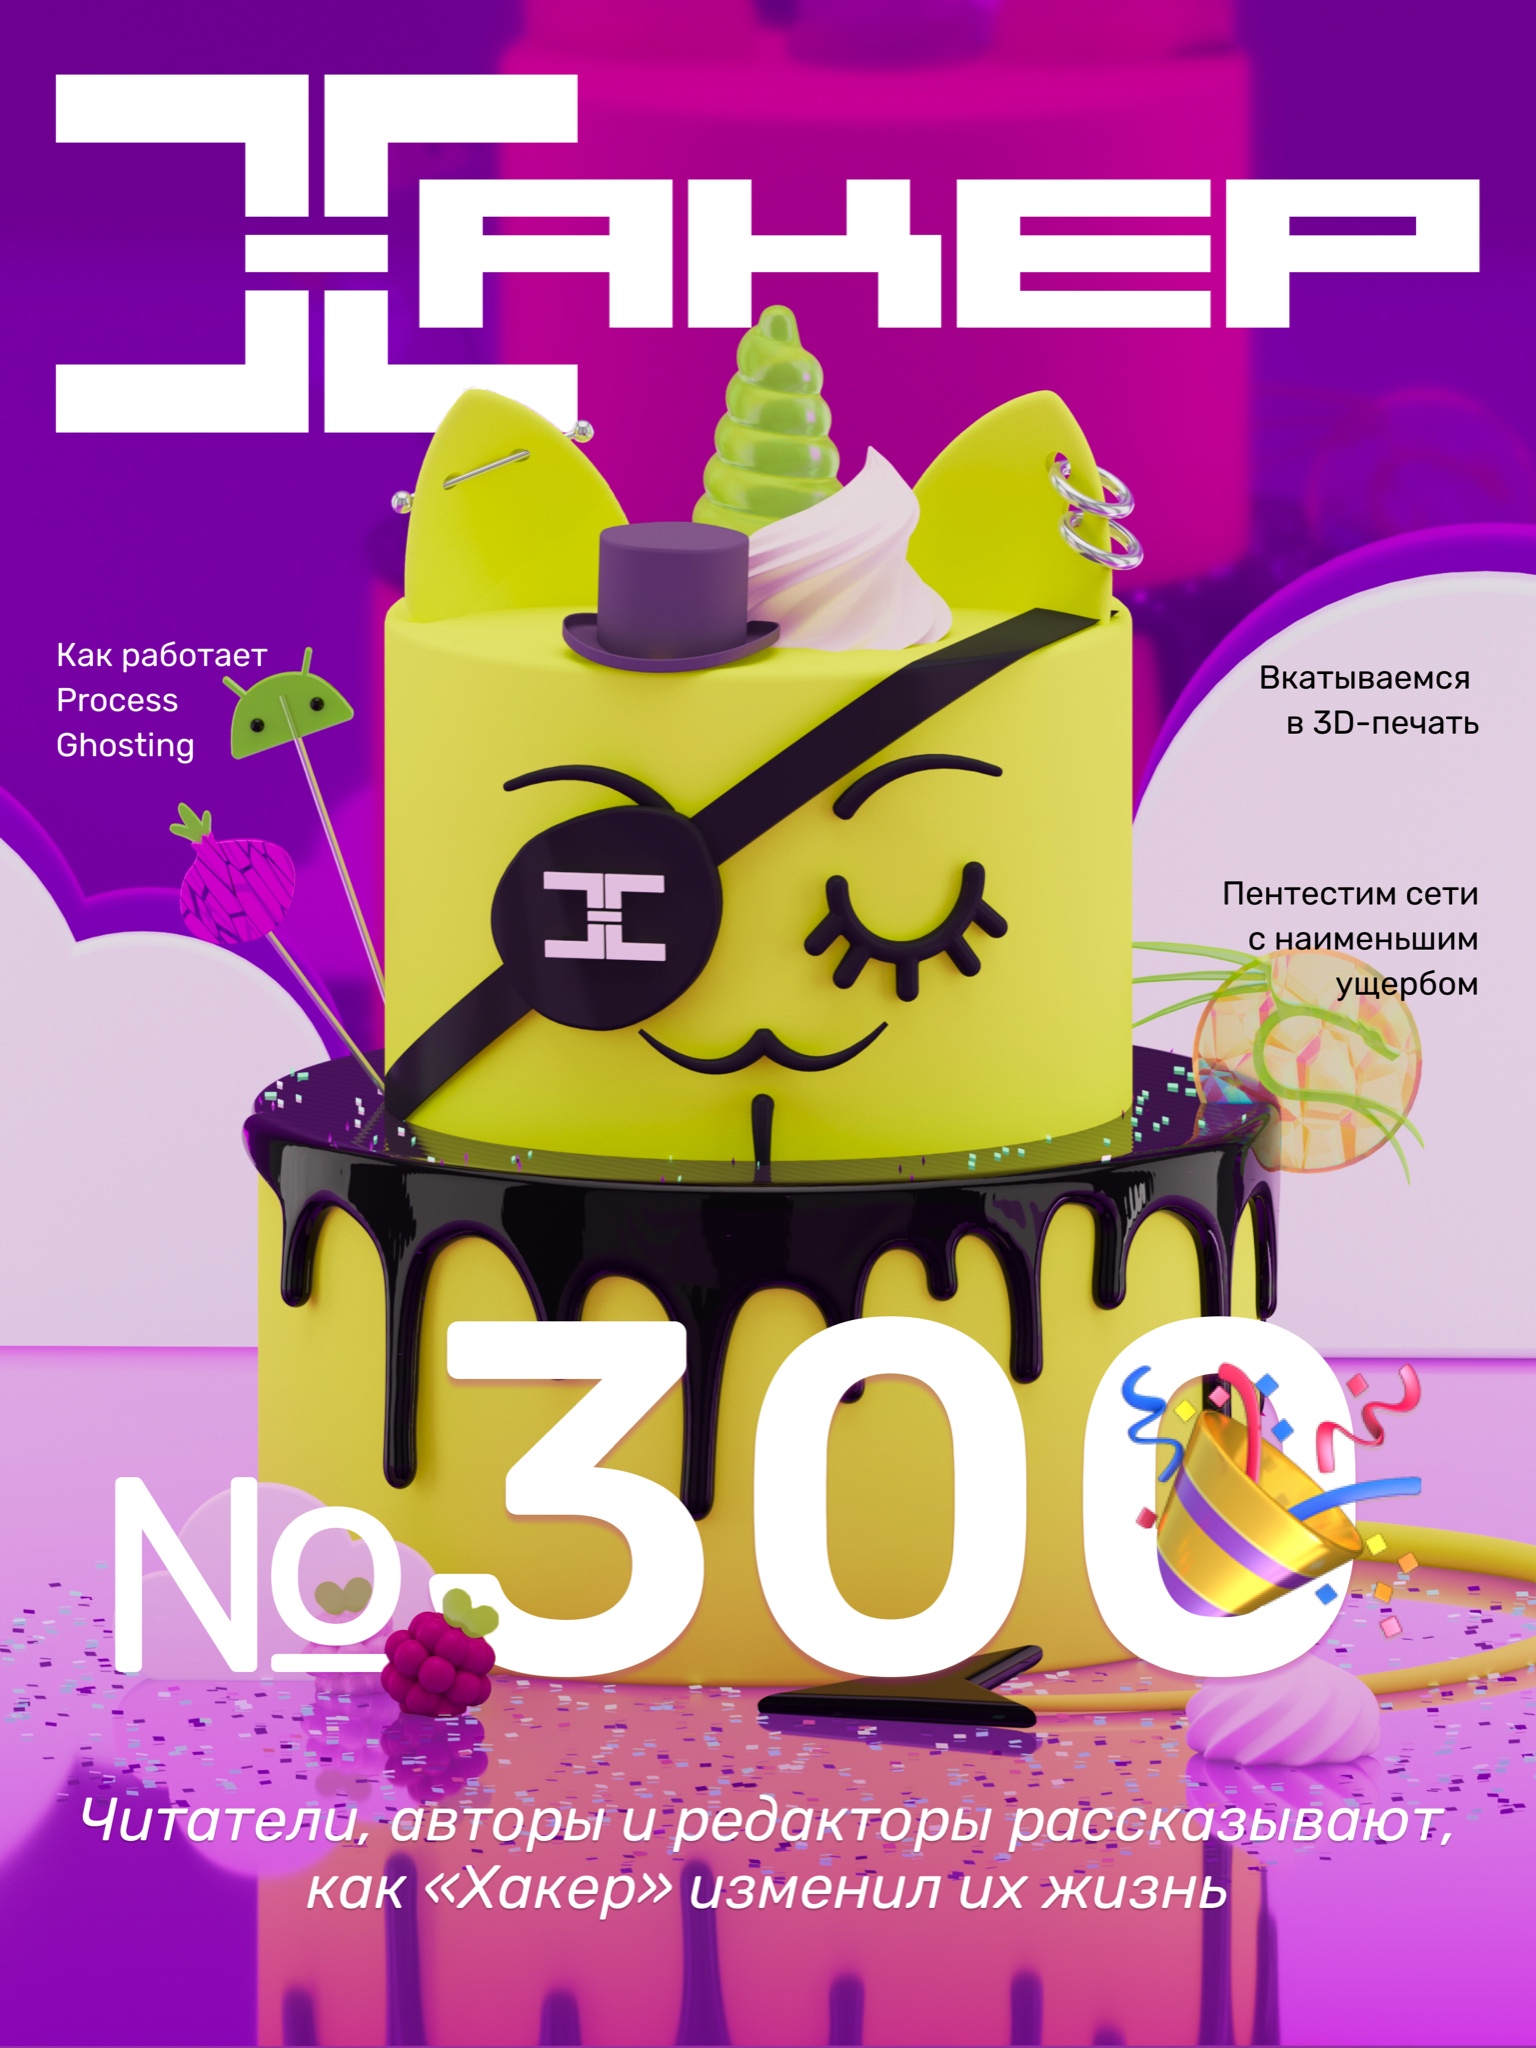 ХАКЕР
Как работает
Process
Ghosting
Вкатываемся
в 3D-печать
Пентестим сети
с наименьшим
ущербом
№300
Читатели, авторы и редакторы рассказывают,
как «Хакер» изменил их жизнь